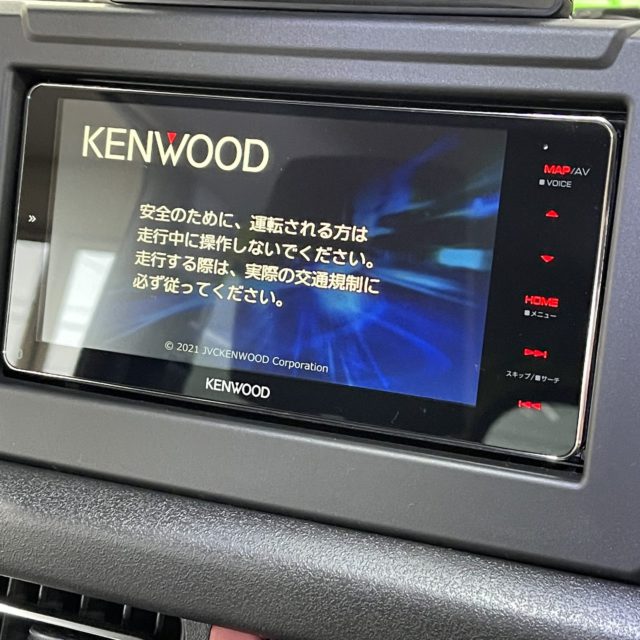 KENWOOD
安全のために、運転される方は
走行中に操作しないでください。
走行する際は、実際の交通規制に
必ず従ってください。
© 2021 JVCKENWOOD Corporation
KENWOOD
MAP/AV
■ VOICE
HOME
■メニュー
スキップ/■サーチ